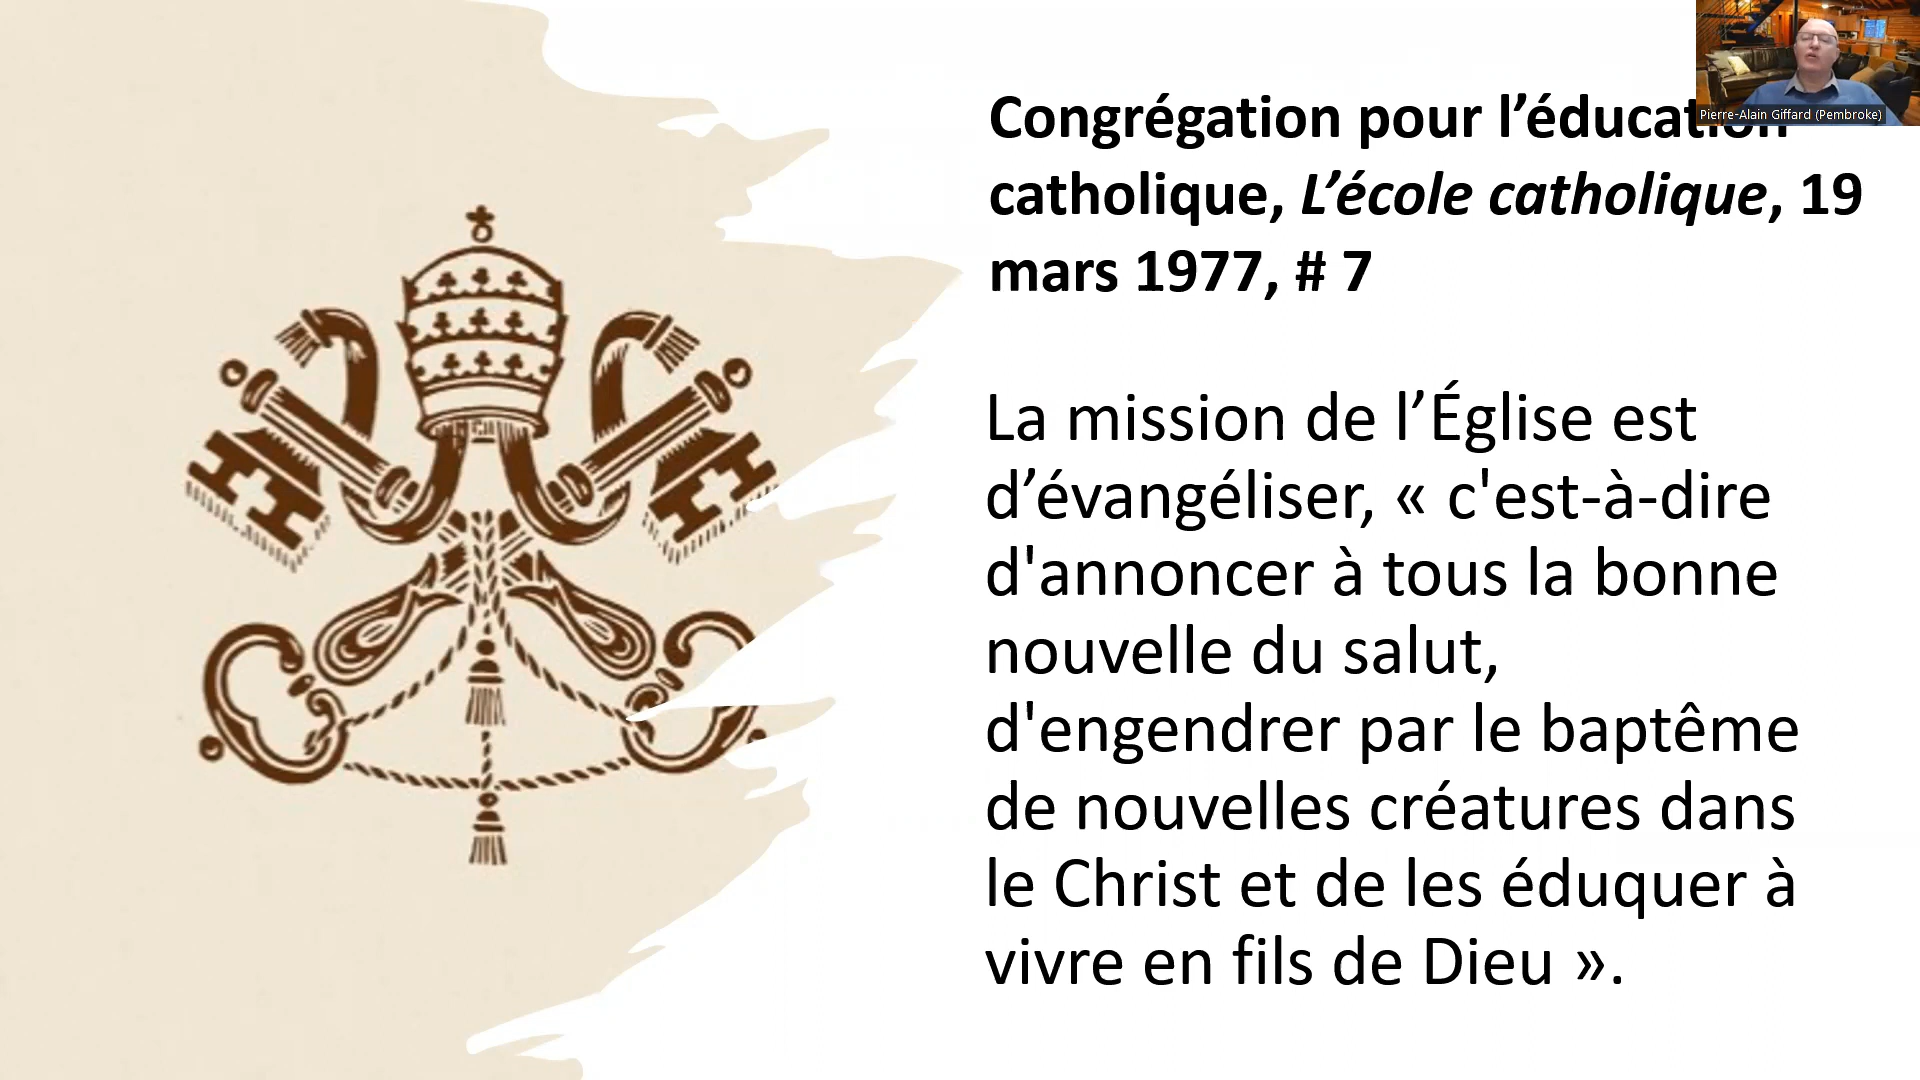 Pierre-Alain Giffard (Pembroke)
Congrégation pour l’éducation
catholique, L’école catholique, 19
mars 1977, # 7
La mission de l’Église est
d’évangéliser, « c'est-à-dire
d'annoncer à tous la bonne
nouvelle du salut,
d'engendrer par le baptême
de nouvelles créatures dans
le Christ et de les éduquer à
vivre en fils de Dieu ».